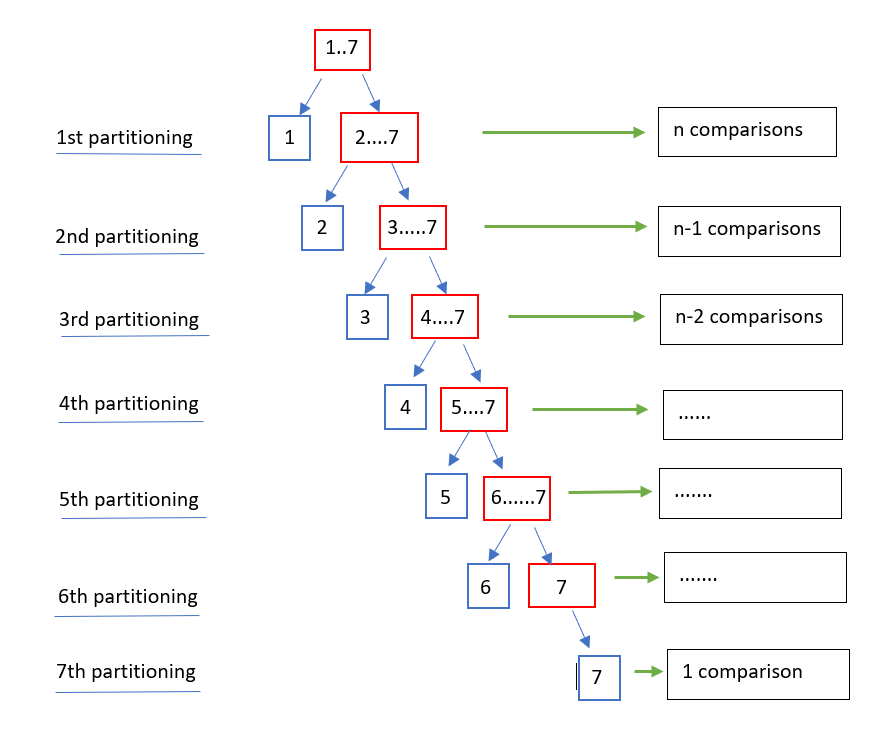 1..7
1st partitioning
1
2....7
n comparisons
2nd partitioning
2
3.....7
n-1 comparisons
3rd partitioning
3
4....7
n-2 comparisons
4th partitioning
4
5....7
......
5th partitioning
5
6......7
.......
6th partitioning
6
7
.......
7th partitioning
7
1 comparison